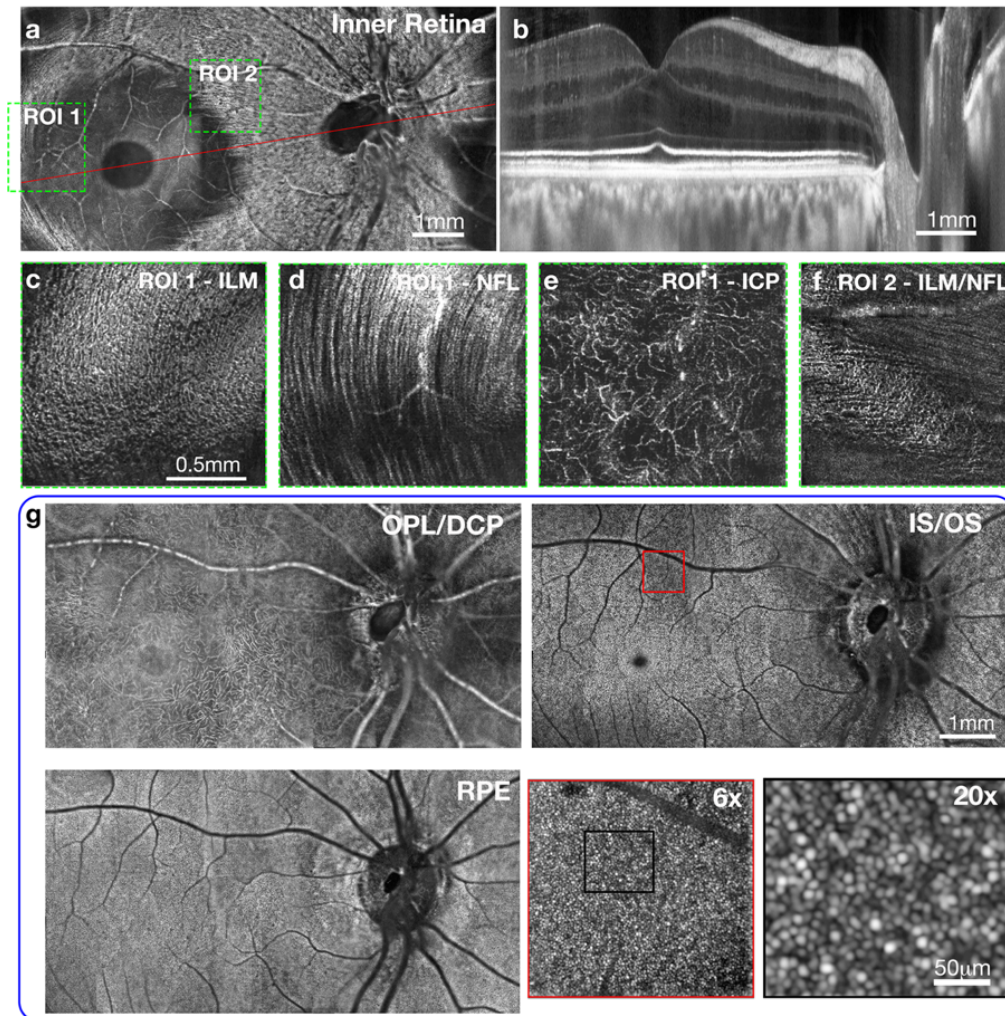 a Inner Retina
ROI 1
ROI 2
1mm
b
1mm
c ROI 1 - ILM
0.5mm
d ROI 1 - NFL
e ROI 1 - ICP
f ROI 2 - ILM/NFL
g
OPL/DCP
IS/OS
1mm
RPE
6x
20x
50μm